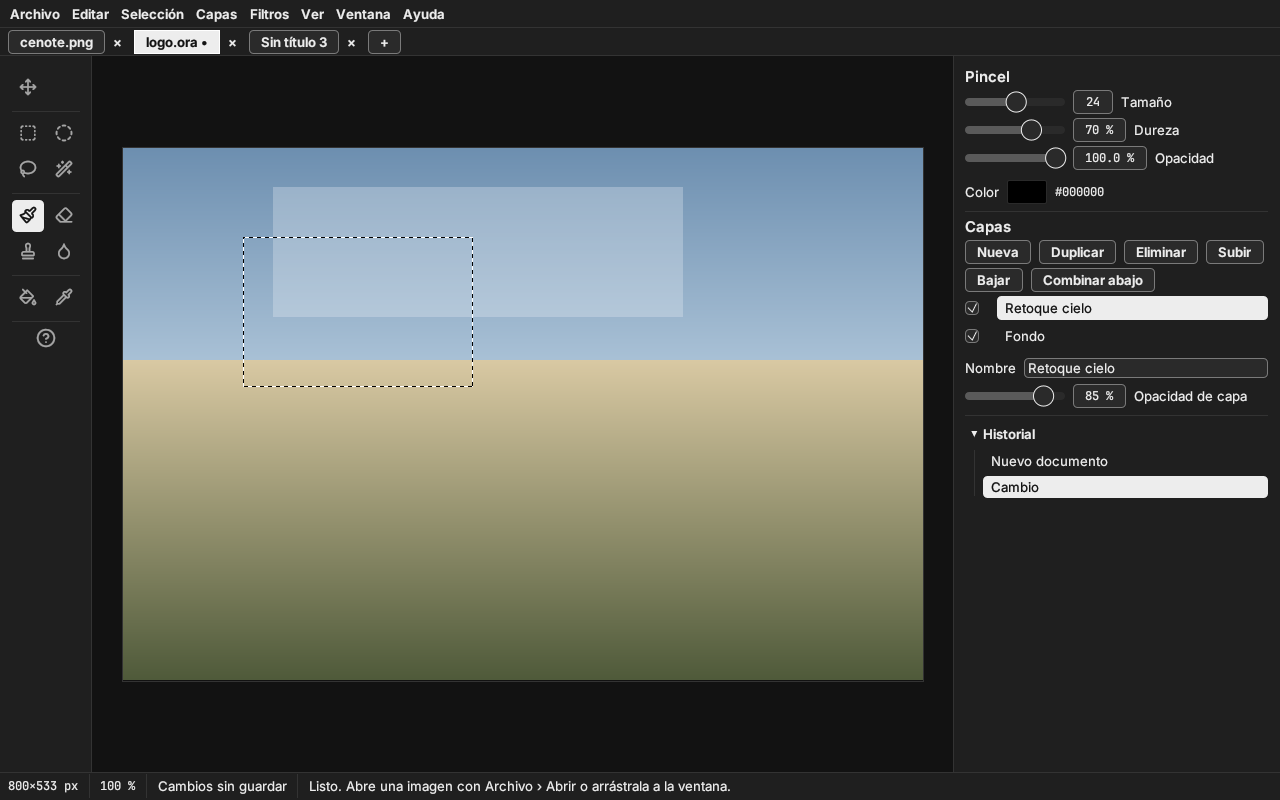 Archivo Editar Selección Capas Filtros Ver Ventana Ayuda
cenote.png × logo.ora • × Sin título 3 × +
Pincel
24 Tamaño
70 % Dureza
100.0 % Opacidad
Color #000000
Capas
Nueva Duplicar Eliminar Subir
Bajar Combinar abajo
Retoque cielo
Fondo
Nombre Retoque cielo
85 % Opacidad de capa
▼ Historial
Nuevo documento
Cambio
800×533 px 100 % Cambios sin guardar Listo. Abre una imagen con Archivo › Abrir o arrástrala a la ventana.